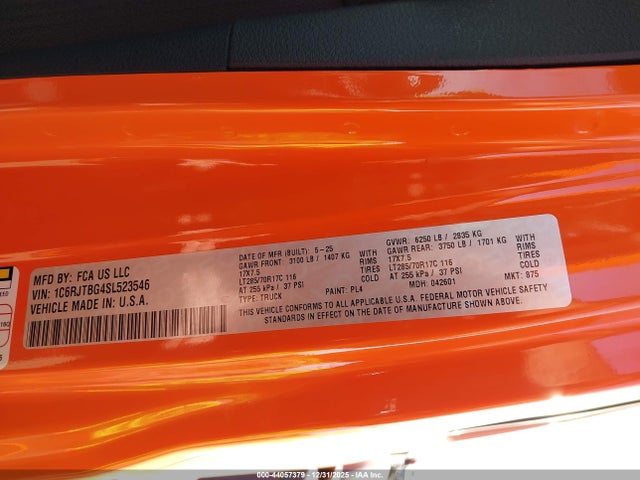 MFD BY: FCA US LLC
VIN: 1C6RJTBG4SL523546
VEHICLE MADE IN U.S.A.
DATE OF MFR (BUILT): 5-25
GAWR FRONT: 3100 LB / 1407 KG WITH
17X7.5 RIMS
LT285/70R17C 116 TIRES
AT 255 kPa / 37 PSI COLD
TYPE: TRUCK PAINT: PL4
GVWR: 6250 LB / 2835 KG
GAWR REAR: 3750 LB / 1701 KG WITH
17X7.5 RIMS
LT285/70R17C 116 TIRES
AT 255 kPa / 37 PSI COLD
MDH: 042601 MKT: 875
THIS VEHICLE CONFORMS TO ALL APPLICABLE U.S.A. FEDERAL MOTOR VEHICLE SAFETY
STANDARDS IN EFFECT ON THE DATE OF MANUFACTURE SHOWN ABOVE.
000-44057379 - 12/31/2025 - IAA Inc.